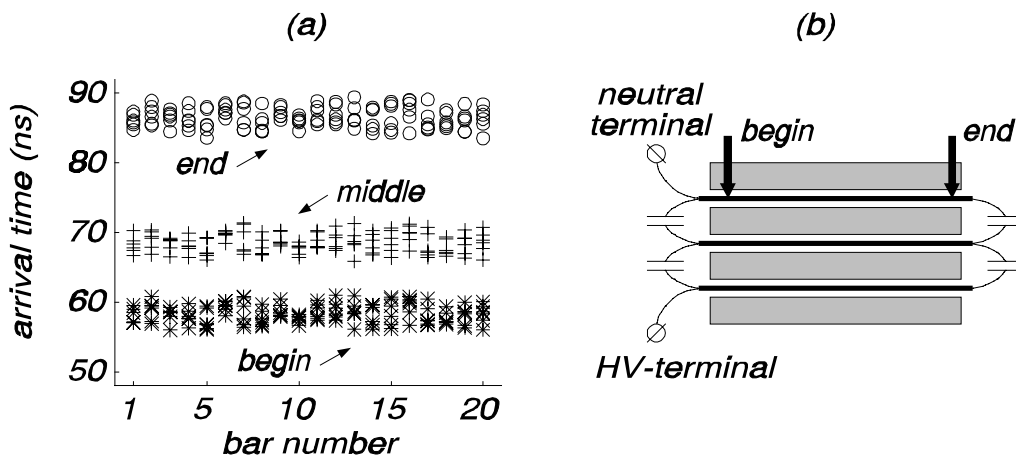 (a)
arrival time (ns)
90
80
70
60
50
end
middle
begin
1
5
10
15
20
bar number
(b)
neutral
terminal
begin
end
HV-terminal